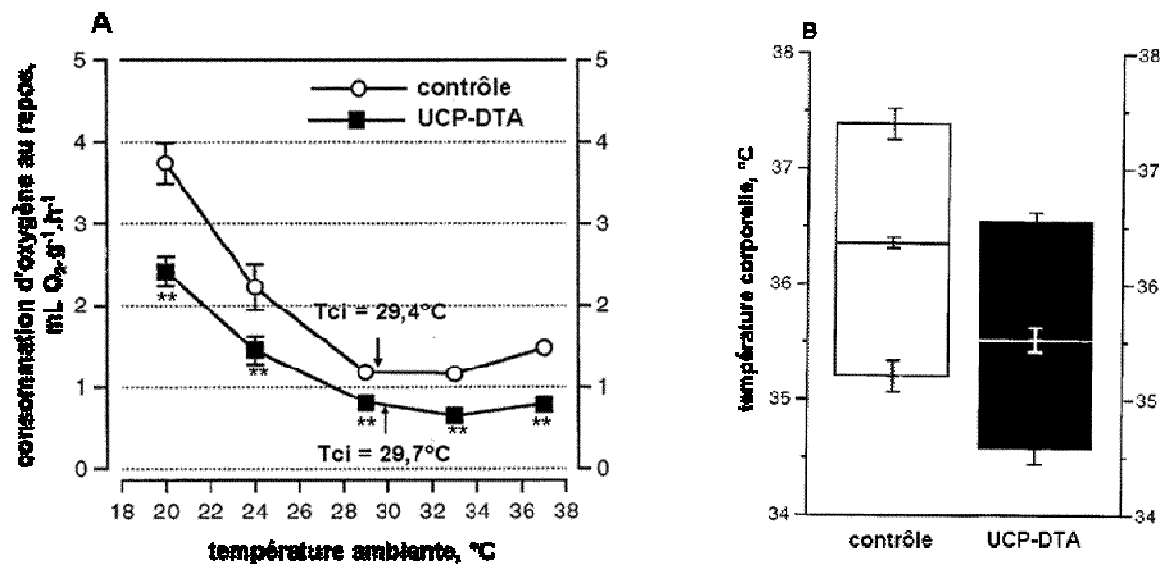 A
consommation d'oxygène au repos,
mL O₂.g⁻¹.h⁻¹
5
4
3
2
1
0
contrôle
UCP-DTA
Tci = 29,4°C
Tci = 29,7°C
**
**
**
**
**
5
4
3
2
1
0
18 20 22 24 26 28 30 32 34 36 38
température ambiante, °C
B
température corporelle, °C
38
37
36
35
34
38
37
36
35
34
contrôle
UCP-DTA